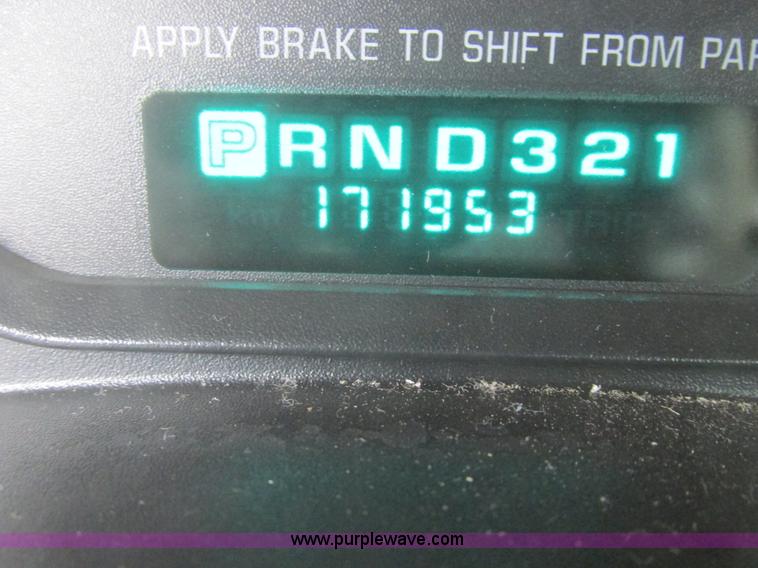 APPLY BRAKE TO SHIFT FROM PAR
PRND321
171953
www.purplewave.com